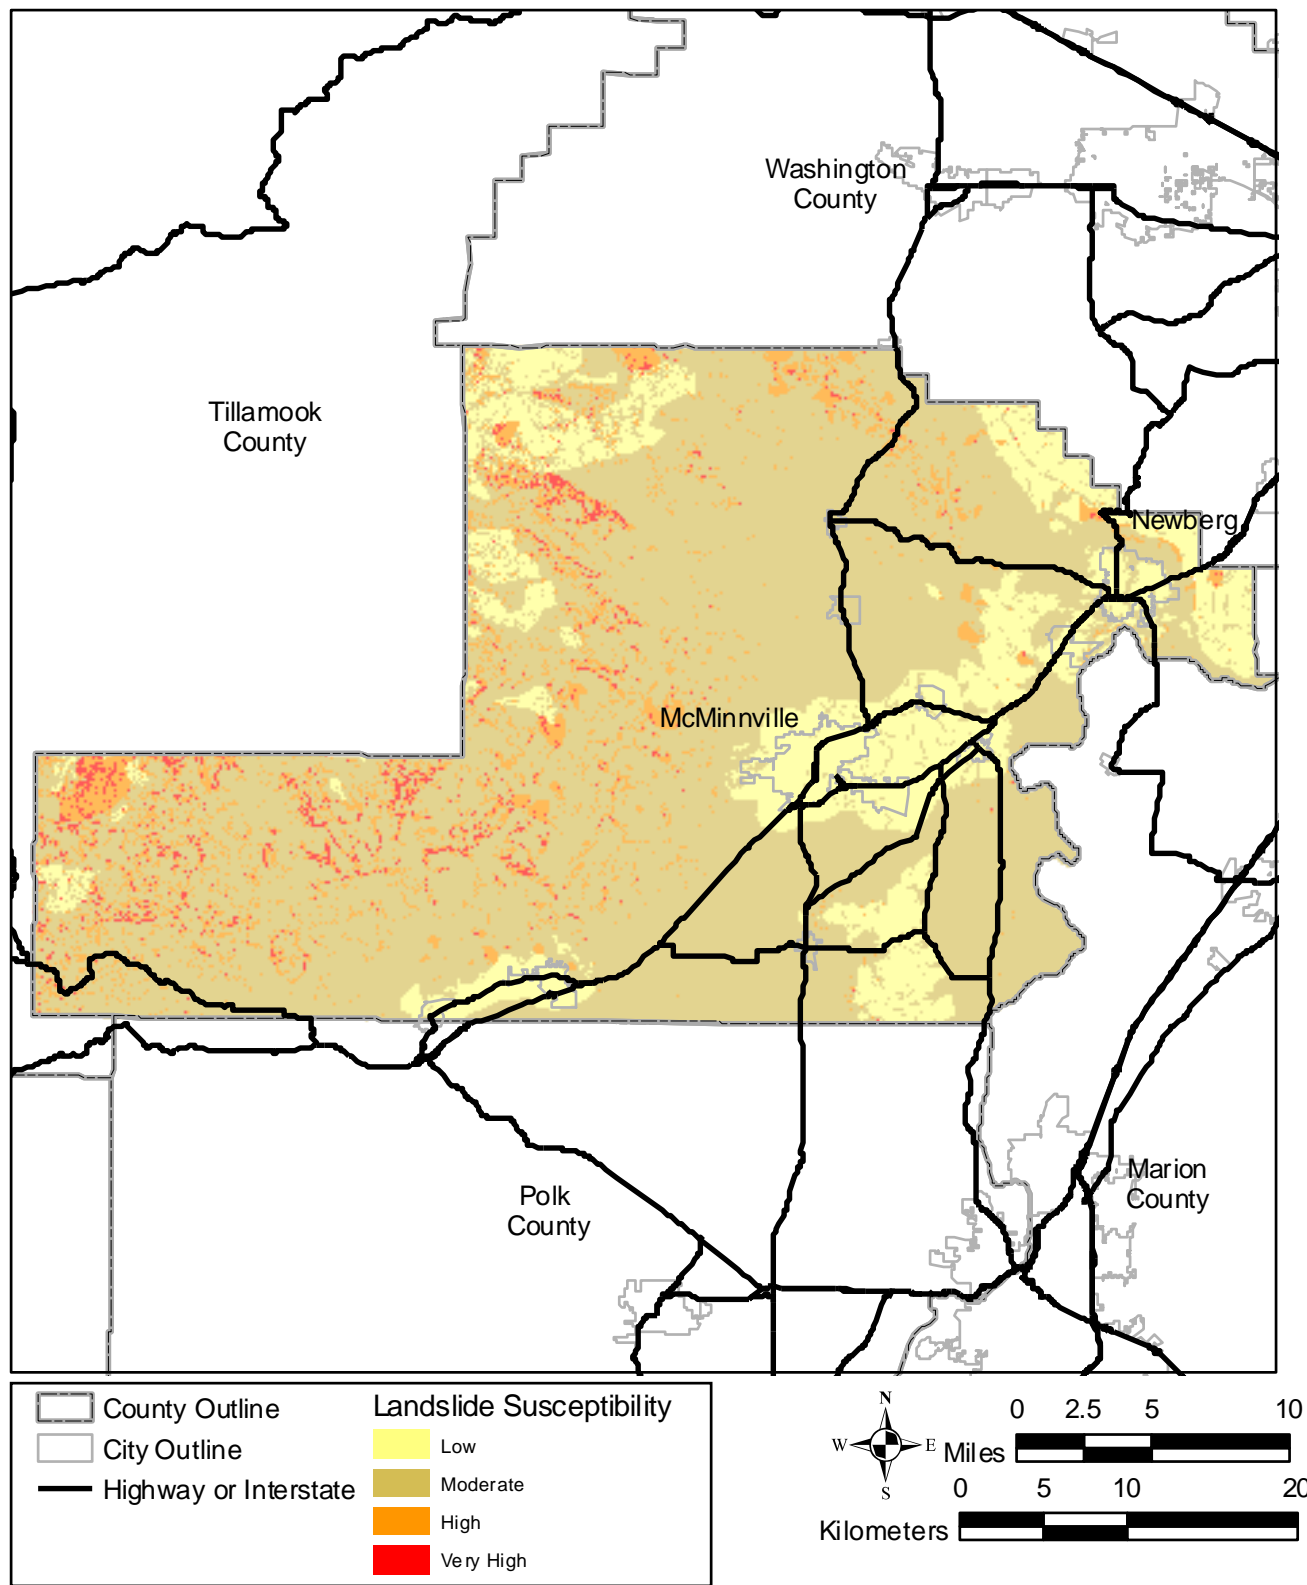 Washington
County
Tillamook
County
Newberg
McMinnville
Polk
County
Marion
County
County Outline
City Outline
Highway or Interstate
Landslide Susceptibility
Low
Moderate
High
Very High
N
W
E
S
0 2.5 5 10
Miles
0 5 10 20
Kilometers